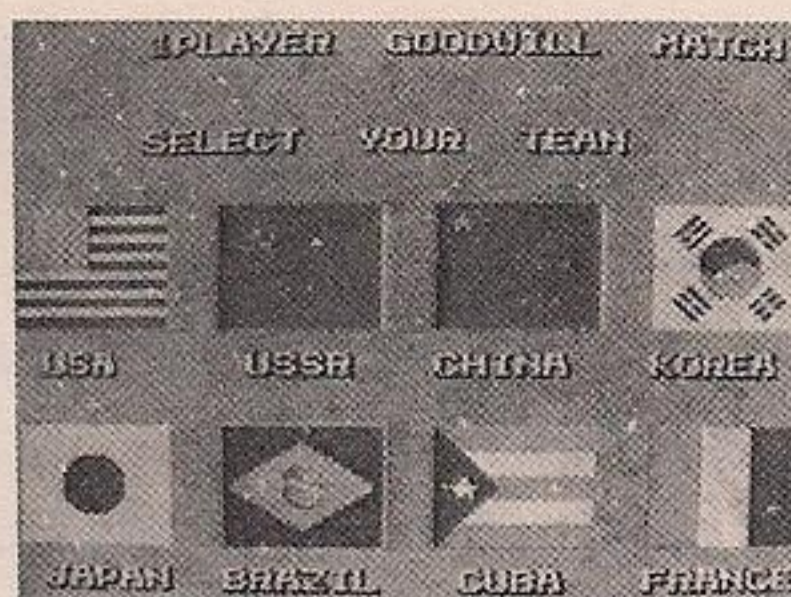 1PLAYER GOODWILL MATCH
SELECT YOUR TEAM
USA USSR CHINA KOREA
JAPAN BRAZIL CUBA FRANCE